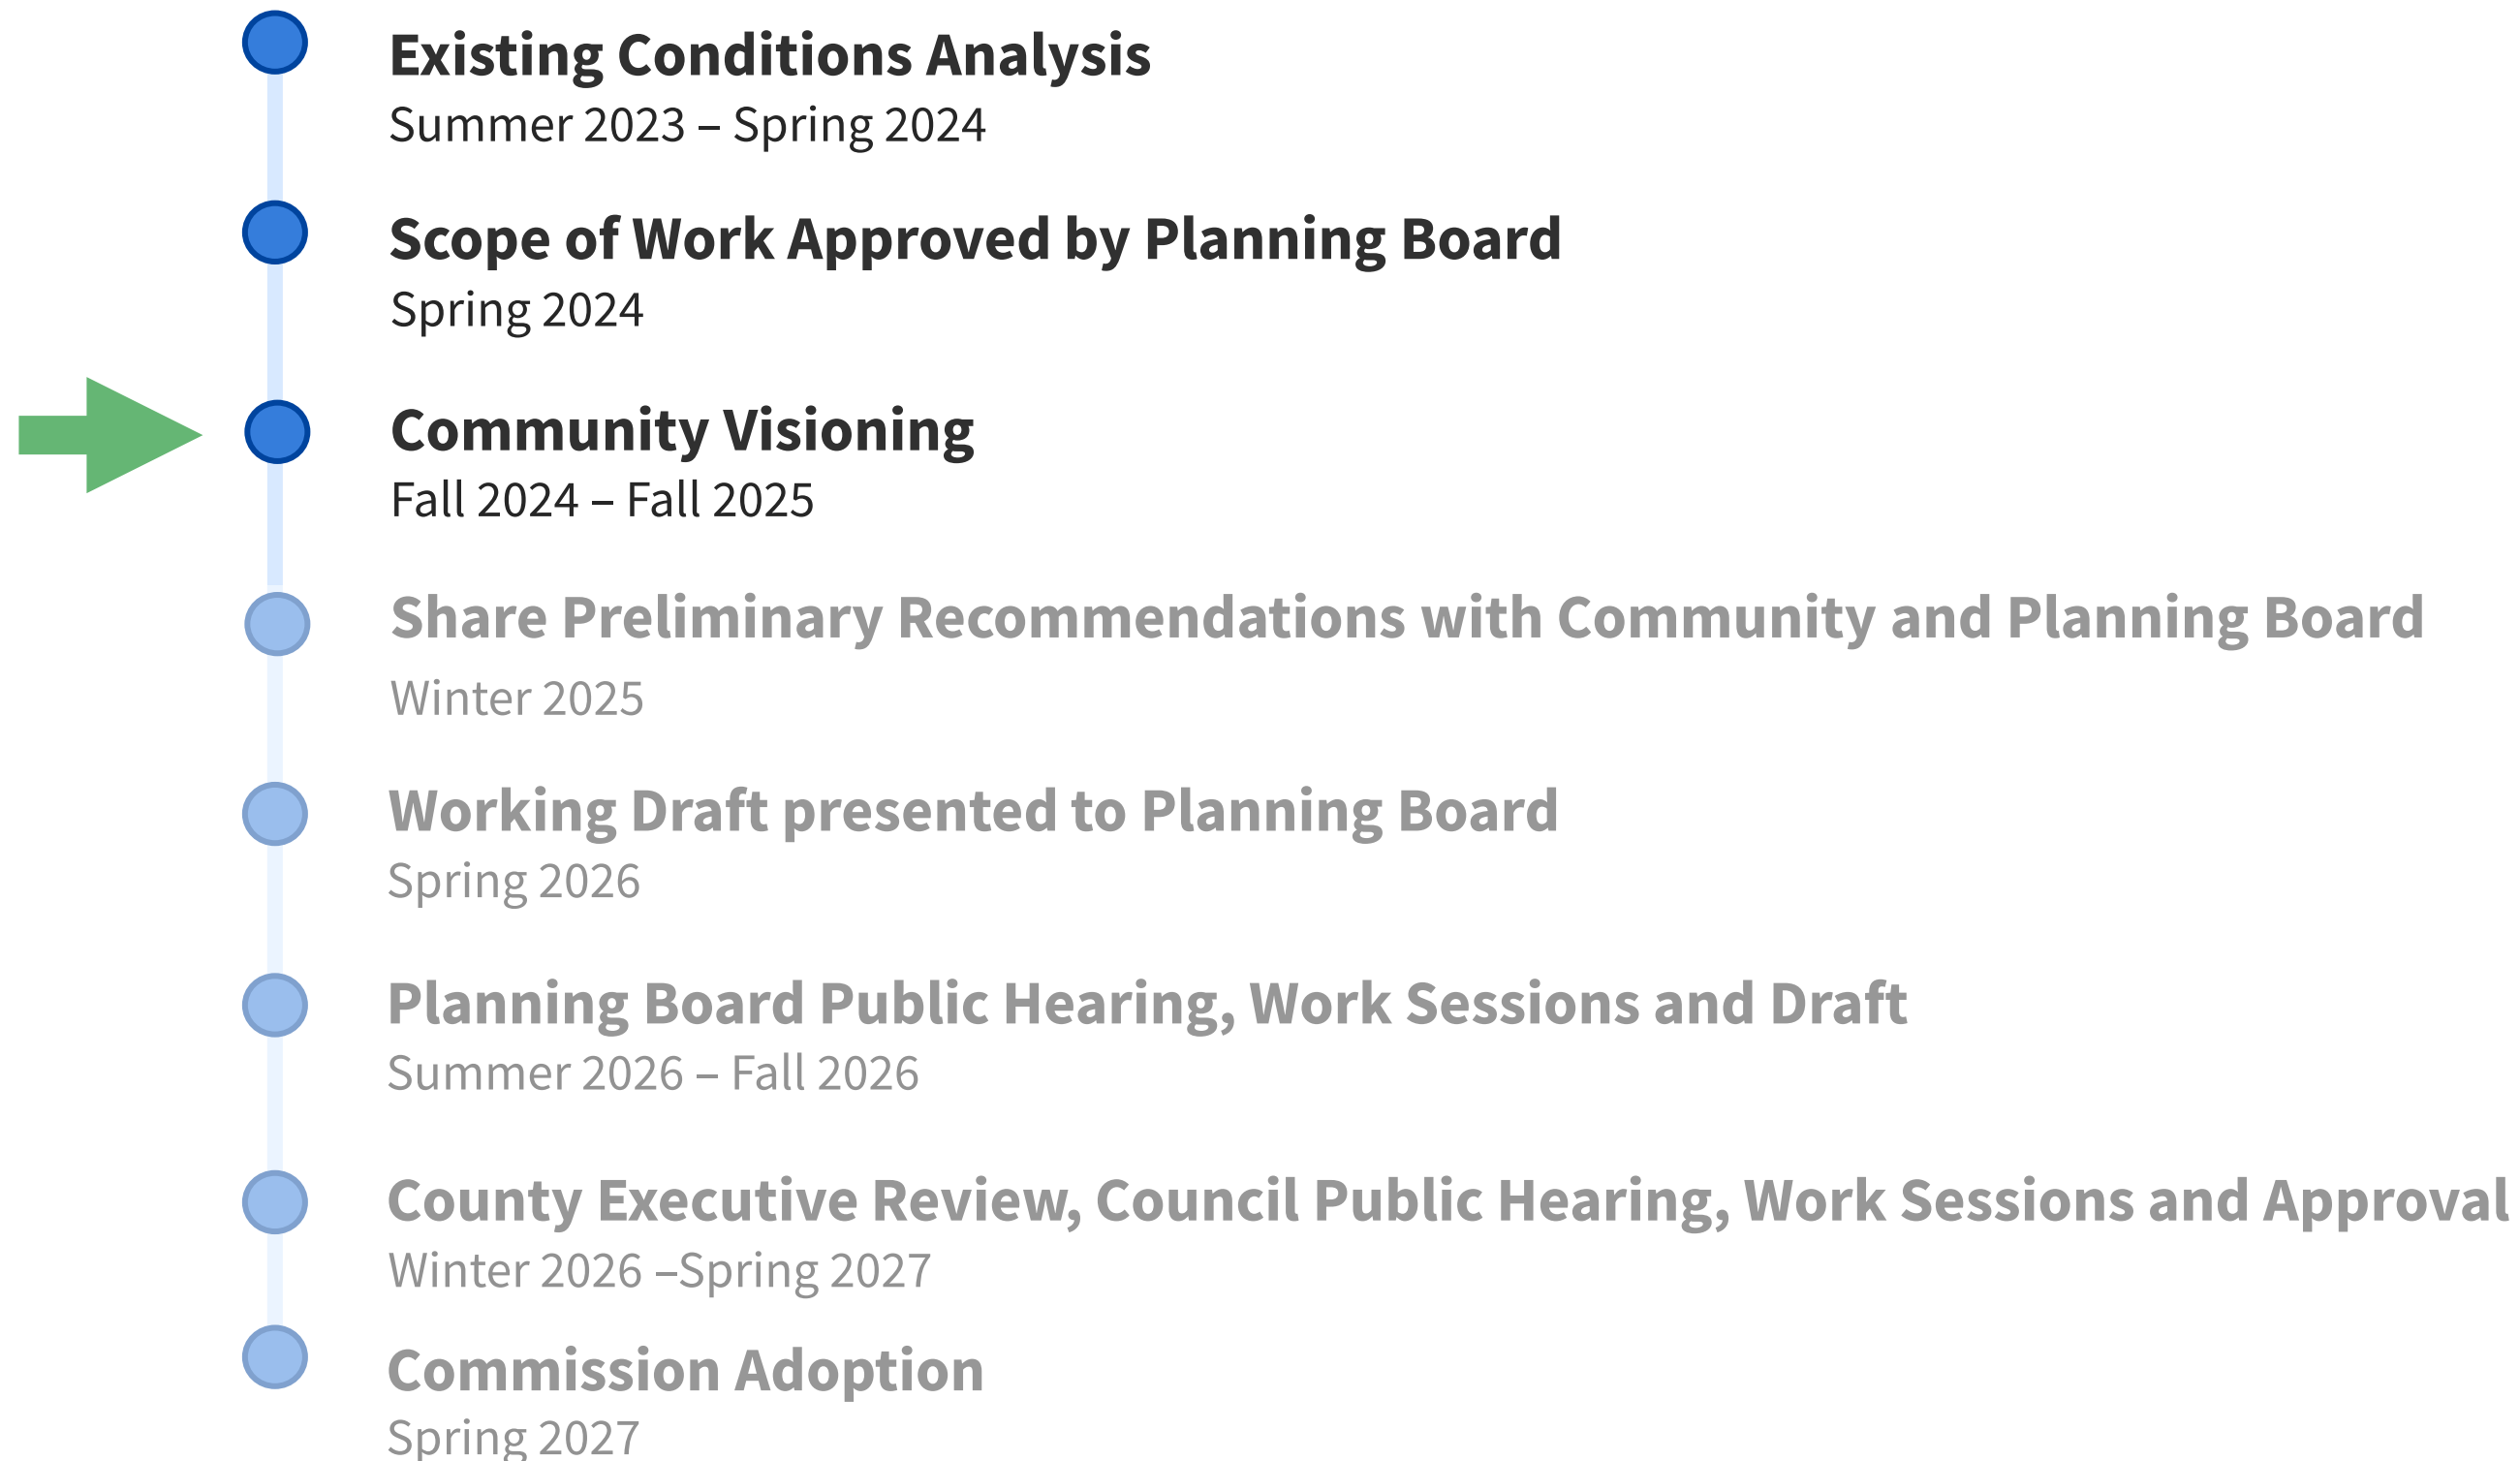 Existing Conditions Analysis
Summer 2023 – Spring 2024
Scope of Work Approved by Planning Board
Spring 2024
Community Visioning
Fall 2024 – Fall 2025
Share Preliminary Recommendations with Community and Planning Board
Winter 2025
Working Draft presented to Planning Board
Spring 2026
Planning Board Public Hearing, Work Sessions and Draft
Summer 2026 – Fall 2026
County Executive Review, Council Public Hearing, Work Sessions and Approval
Winter 2026 –Spring 2027
Commission Adoption
Spring 2027